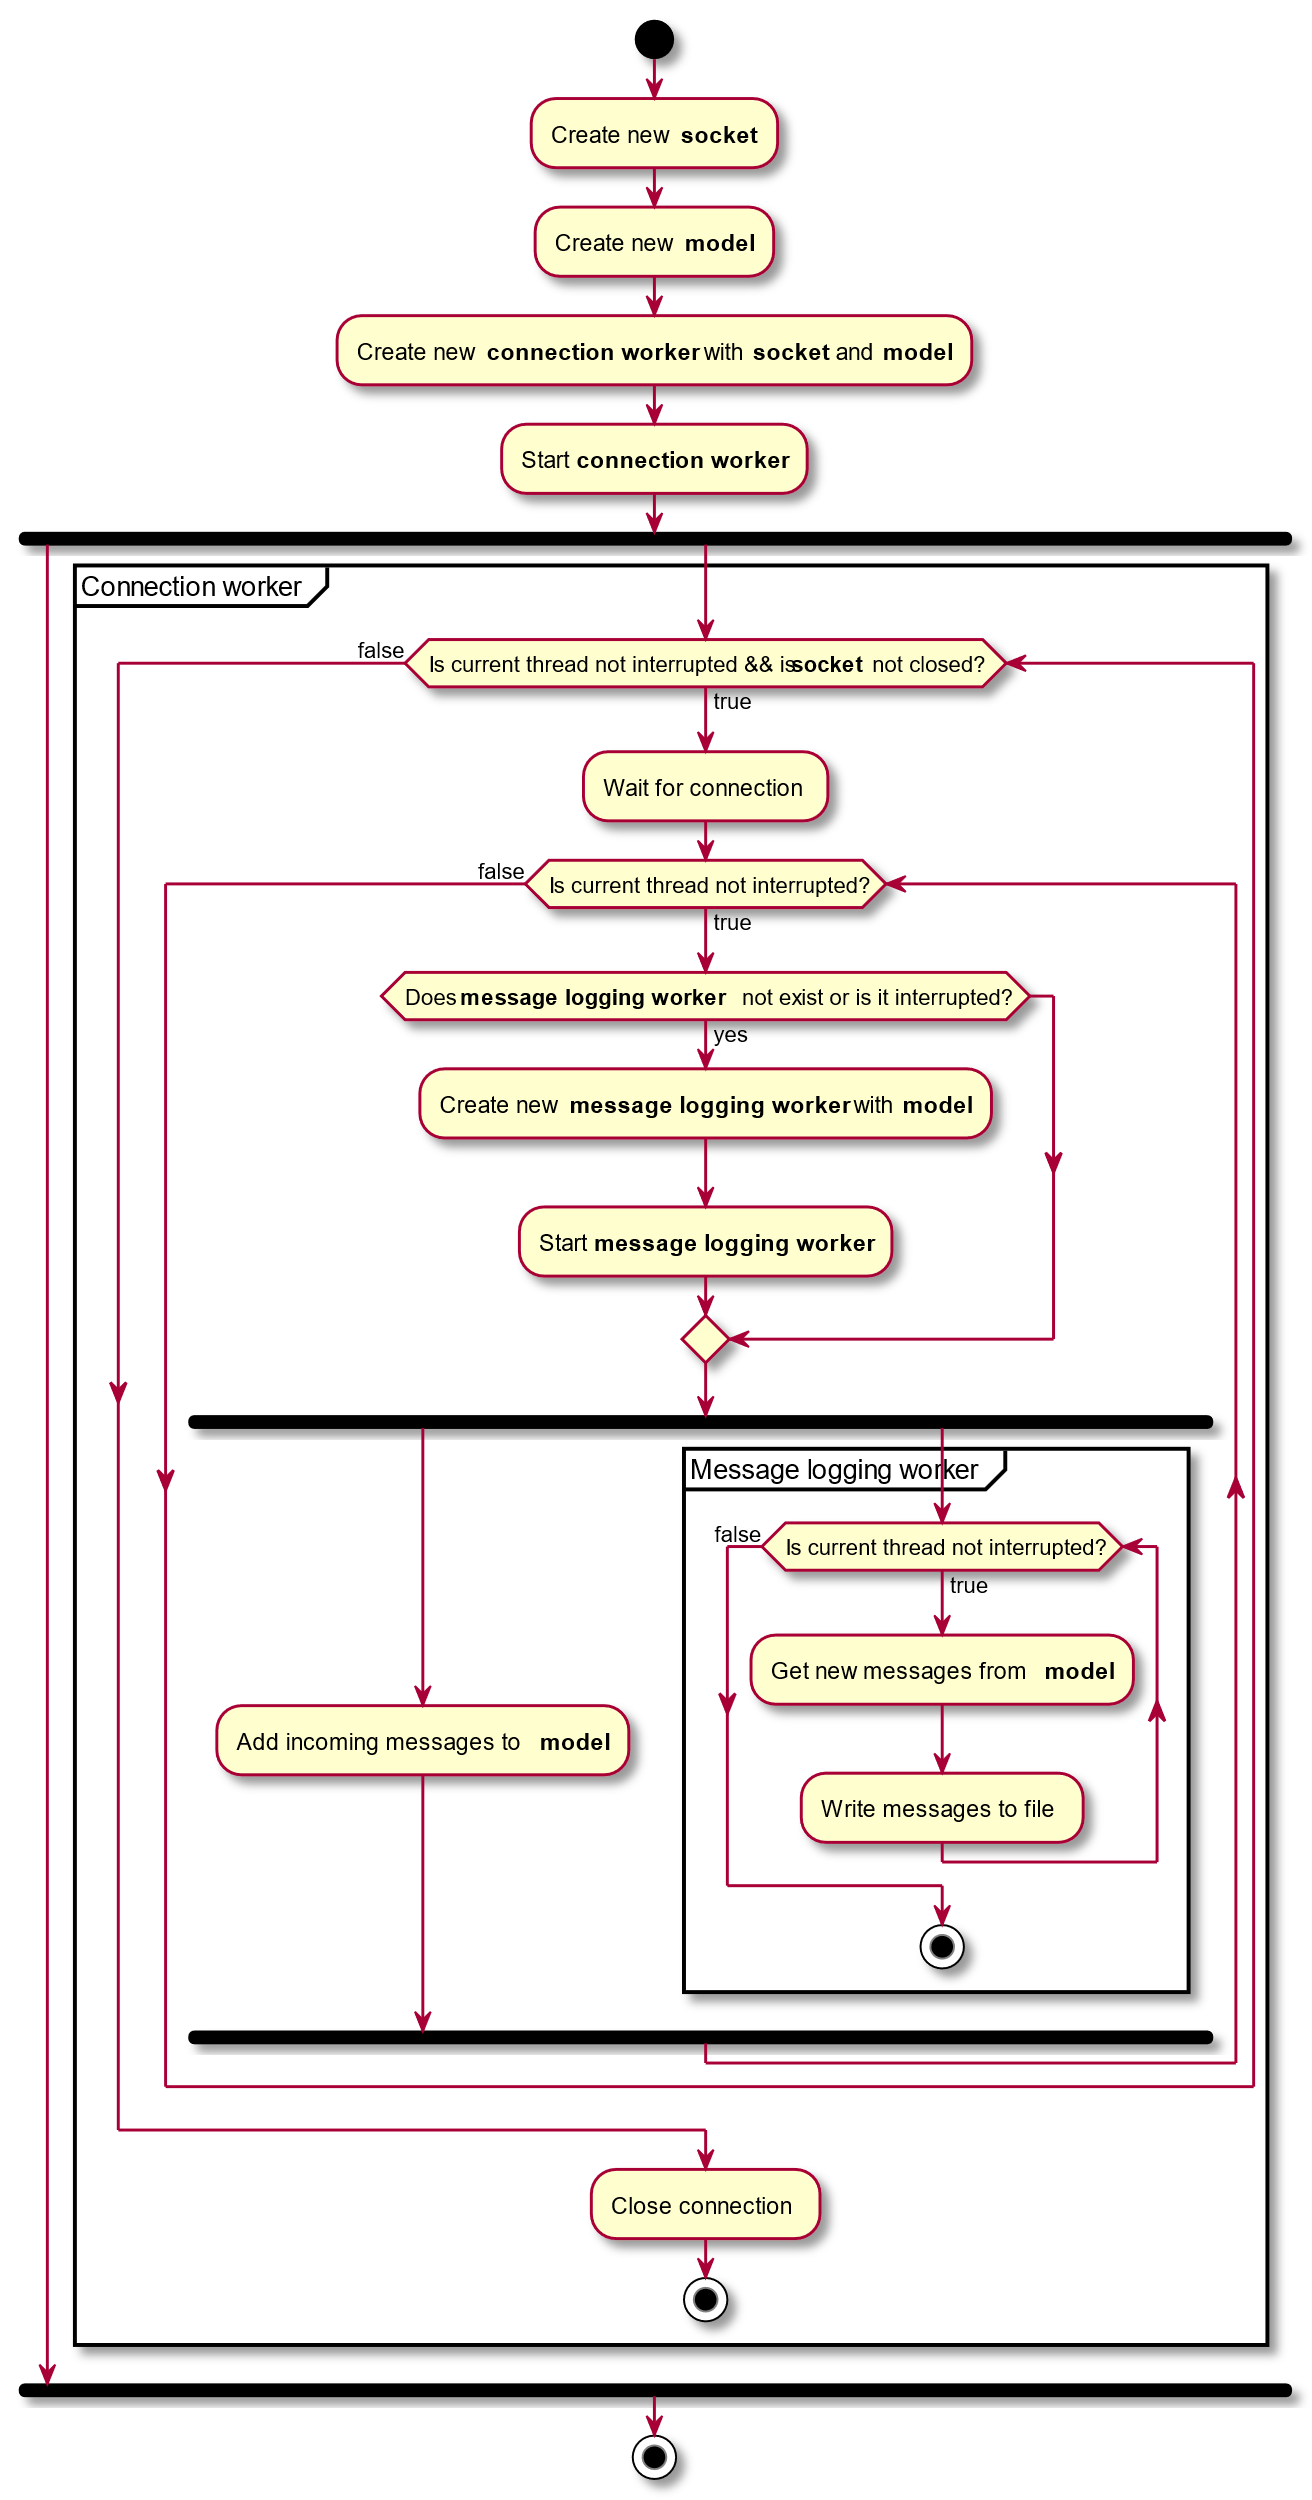 Create new socket
Create new model
Create new connection worker with socket and model
Start connection worker
Connection worker
false
Is current thread not interrupted && is socket not closed?
true
Wait for connection
false
Is current thread not interrupted?
true
Does message logging worker not exist or is it interrupted?
yes
Create new message logging worker with model
Start message logging worker
Message logging worker
false
Is current thread not interrupted?
true
Get new messages from model
Add incoming messages to model
Write messages to file
Close connection